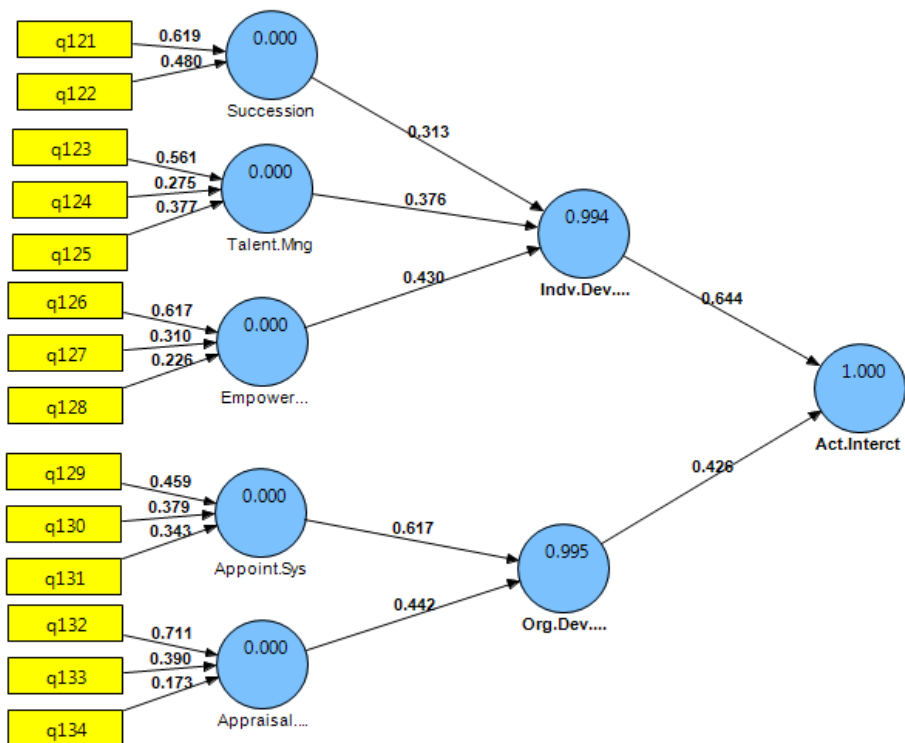 q121
0.619
0.480
q122
0.000
Succession
0.313
q123
0.561
q124
0.275
0.377
q125
0.000
Talent.Mng
0.376
0.994
Indv.Dev....
q126
0.617
q127
0.310
0.226
q128
0.000
Empower...
0.430
0.644
1.000
Act.Interct
q129
0.459
q130
0.379
0.343
q131
0.000
Appoint.Sys
0.617
0.426
0.995
Org.Dev....
q132
0.711
q133
0.390
0.173
q134
0.000
Appraisal....
0.442